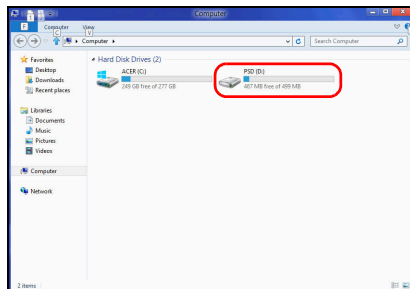 Computer
1
F
Computer
View
C
V
Computer
Search Computer
Favorites
Desktop
Downloads
Recent places
Libraries
Documents
Music
Pictures
Videos
Computer
Network
Hard Disk Drives (2)
ACER (C:)
249 GB free of 277 GB
PSD (D:)
467 MB free of 499 MB
2 items